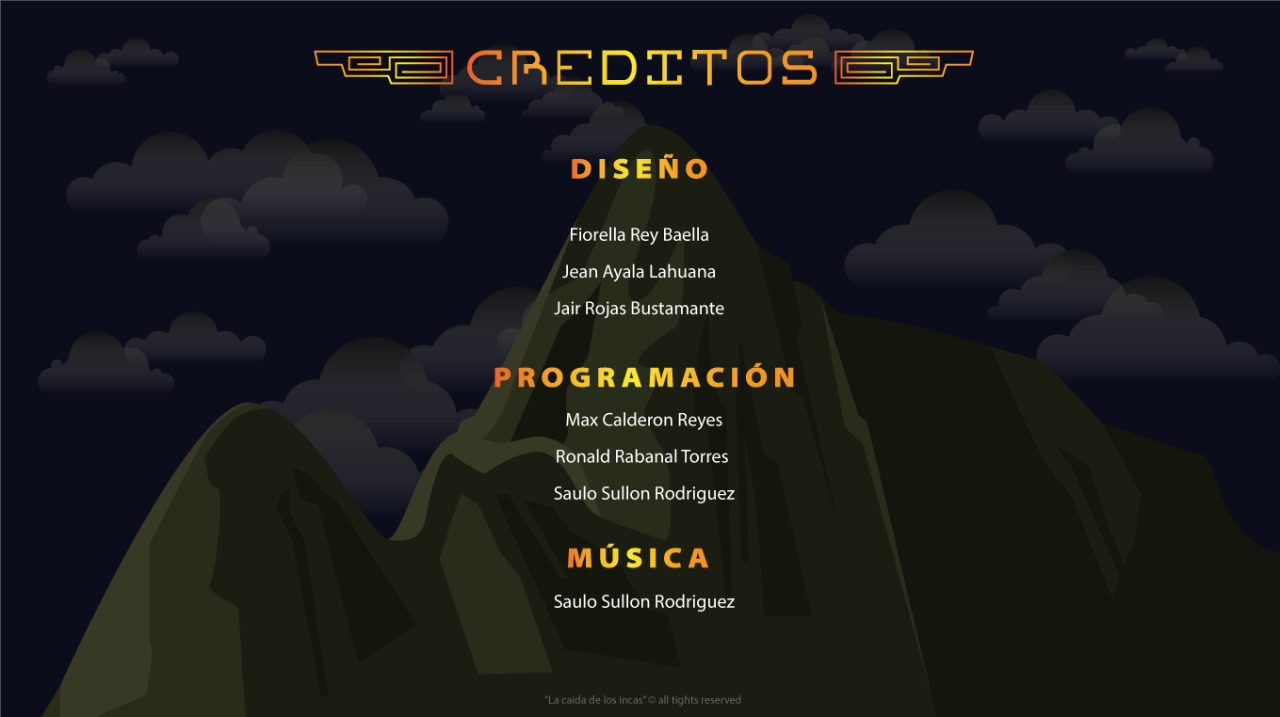 CREDITOS
DISEÑO
Fiorella Rey Baella
Jean Ayala Lahuana
Jair Rojas Bustamante
PROGRAMACIÓN
Max Calderon Reyes
Ronald Rabanal Torres
Saulo Sullon Rodriguez
MÚSICA
Saulo Sullon Rodriguez
"La caida de los incas" © all tights reserved